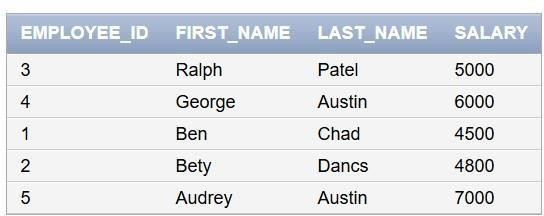 EMPLOYEE_ID FIRST_NAME LAST_NAME SALARY
3 Ralph Patel 5000
4 George Austin 6000
1 Ben Chad 4500
2 Bety Dancs 4800
5 Audrey Austin 7000